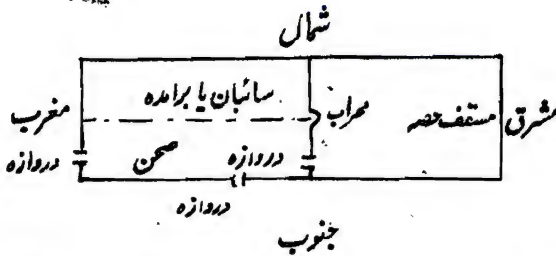 شمال
سائبان یا برامدہ
مشرق مسقف حصہ محراب مغرب
دروازہ صحن دروازہ
دروازہ
جنوب